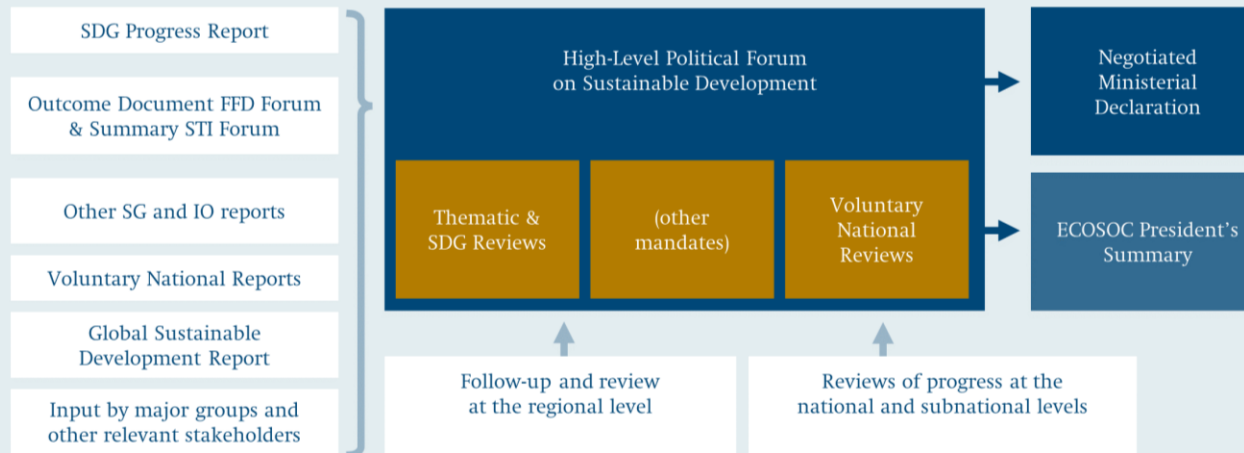 SDG Progress Report
Outcome Document FFD Forum
& Summary STI Forum
Other SG and IO reports
Voluntary National Reports
Global Sustainable
Development Report
Input by major groups and
other relevant stakeholders
High-Level Political Forum
on Sustainable Development
Thematic &
SDG Reviews
(other
mandates)
Voluntary
National
Reviews
Follow-up and review
at the regional level
Reviews of progress at the
national and subnational levels
Negotiated
Ministerial
Declaration
ECOSOC President’s
Summary